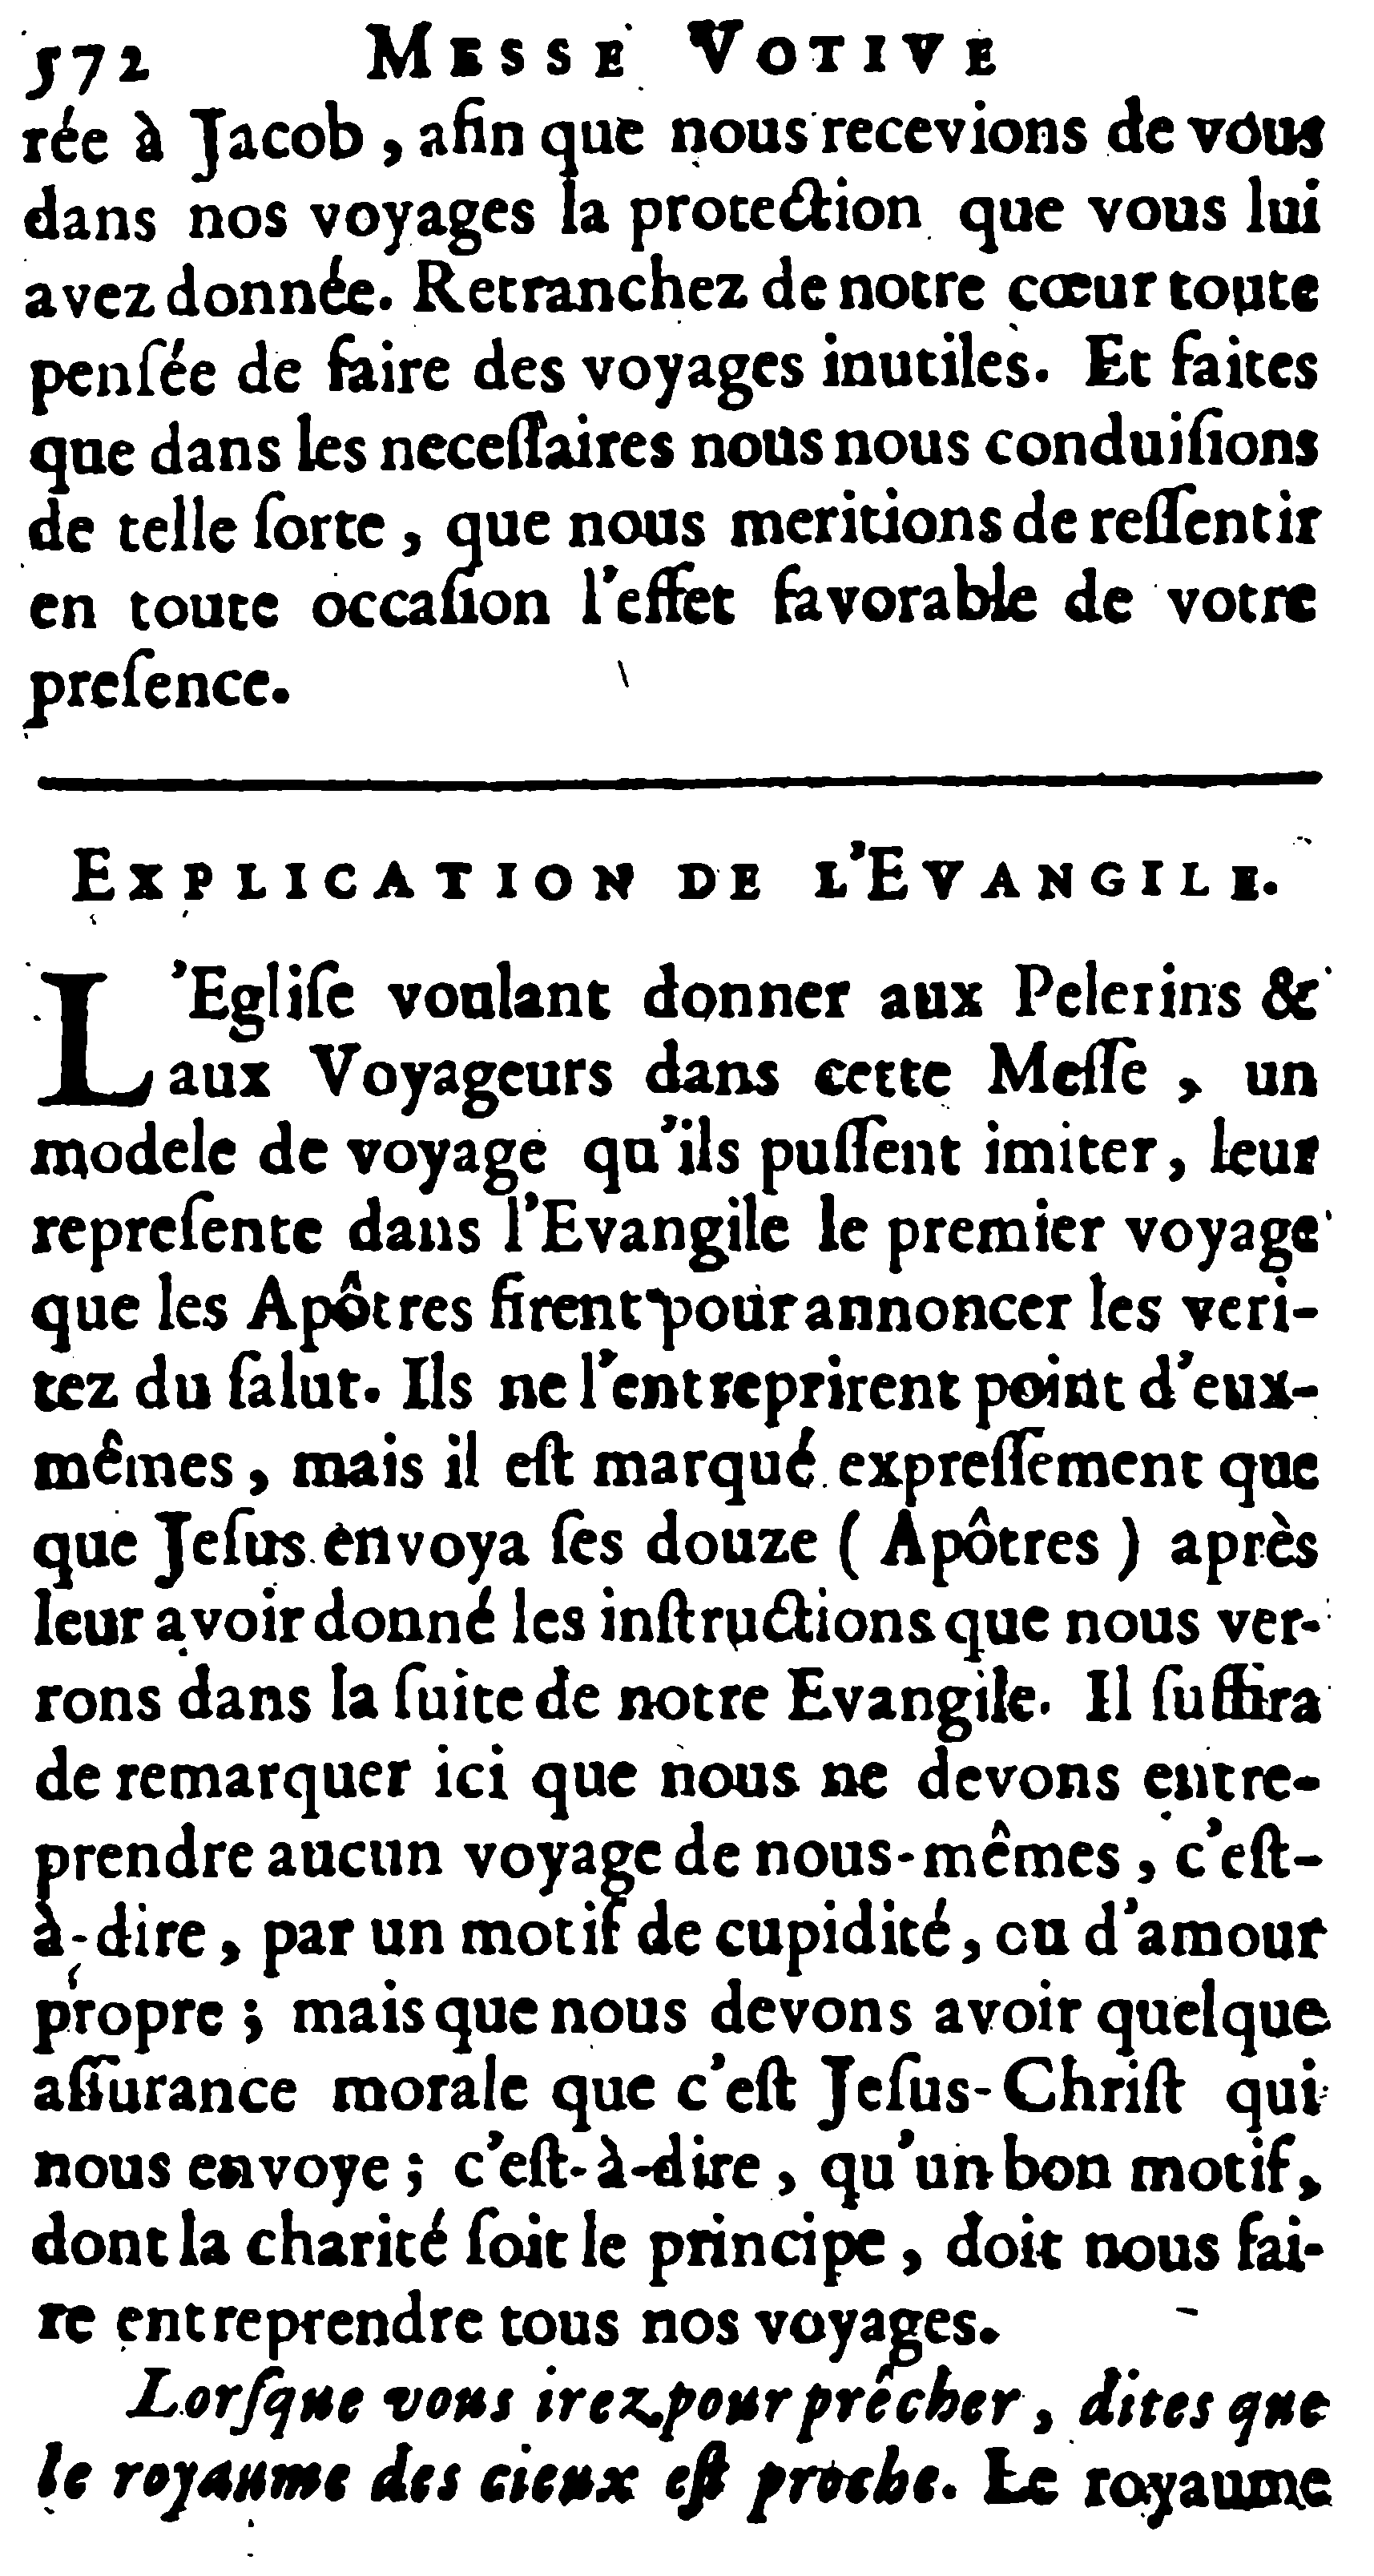 572 MESSE VOTIVE
rée à Jacob, afin que nous recevions de vous
dans nos voyages la protection que vous lui
avez donnée. Retranchez de notre cœur toute
penſée de faire des voyages inutiles. Et faites
que dans les neceſſaires nous nous conduiſions
de telle ſorte, que nous meritions de reſſentir
en toute occaſion l'effet favorable de votre
preſence.
EXPLICATION DE L'EVANGILE.
L'Egliſe voulant donner aux Pelerins &
aux Voyageurs dans cette Meſſe, un
modele de voyage qu'ils puſſent imiter, leur
repreſente dans l'Evangile le premier voyage
que les Apôtres firent pour annoncer les veri-
tez du ſalut. Ils ne l'entreprirent point d'eux-
mêmes, mais il eſt marqué expreſſement que
que Jeſus envoya ſes douze (Apôtres) après
leur avoir donné les inſtructions que nous ver-
rons dans la ſuite de notre Evangile. Il ſuffira
de remarquer ici que nous ne devons entre-
prendre aucun voyage de nous-mêmes, c'eſt-
à-dire, par un motif de cupidité, ou d'amour
propre; mais que nous devons avoir quelque
aſſurance morale que c'eſt Jeſus-Chriſt qui
nous envoye; c'eſt-à-dire, qu'un bon motif,
dont la charité ſoit le principe, doit nous fai-
re entreprendre tous nos voyages.
Lorſque vous irez pour prêcher, dites que
le royaume des cieux eſt proche. Le royaume